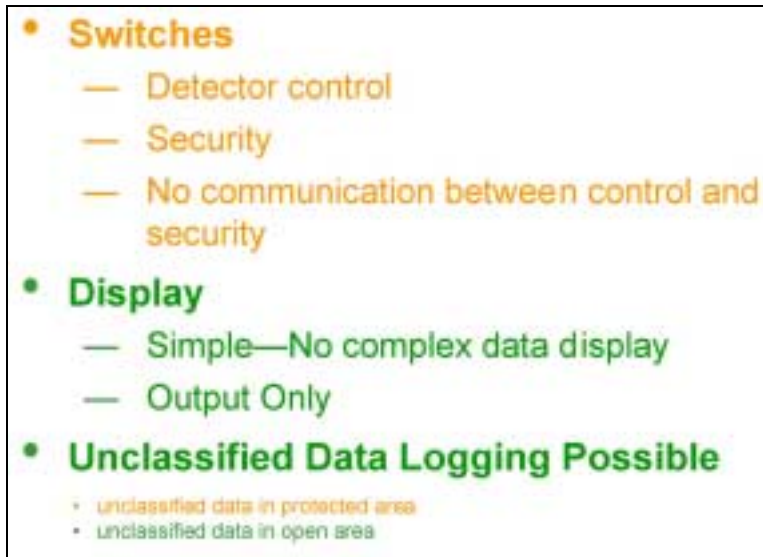 • Switches
— Detector control
— Security
— No communication between control and
security
• Display
— Simple—No complex data display
— Output Only
• Unclassified Data Logging Possible
• unclassified data in protected area
• unclassified data in open area